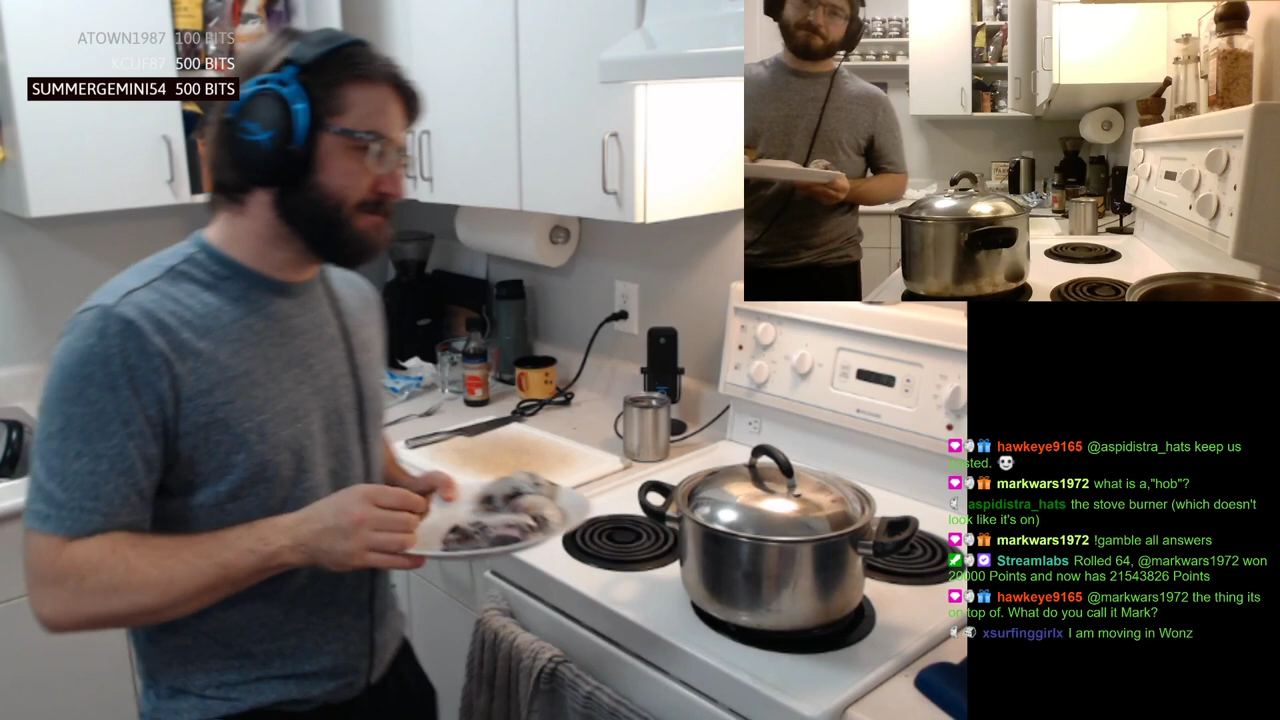 ATOWN1987 100 BITS
KCUF87 500 BITS
SUMMERGEMINI54 500 BITS
hawkeye9165 @aspidistra_hats keep us
posted.
markwars1972 what is a,"hob"?
aspidistra_hats the stove burner (which doesn't
look like it's on)
markwars1972 !gamble all answers
Streamlabs Rolled 64, @markwars1972 won
20000 Points and now has 21543826 Points
hawkeye9165 @markwars1972 the thing its
on top of. What do you call it Mark?
xsurfinggirlx I am moving in Wonz